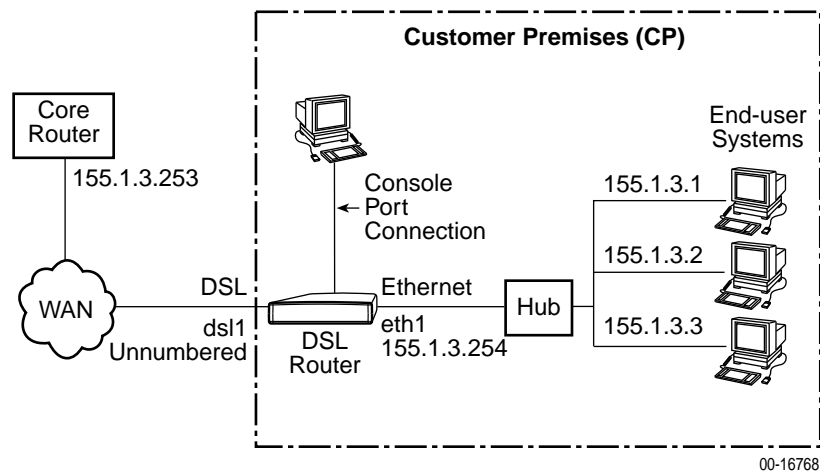 Customer Premises (CP)
Core
Router
155.1.3.253
WAN
DSL
dsl1
Unnumbered
Console
Port
Connection
DSL
Router
Ethernet
eth1
155.1.3.254
Hub
End-user
Systems
155.1.3.1
155.1.3.2
155.1.3.3
00-16768